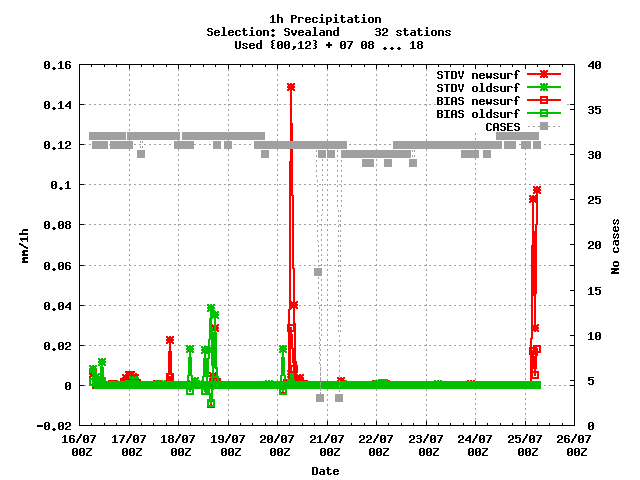 1h Precipitation
Selection: Svealand 32 stations
Used {00,12} + 07 08 ... 18
0.16
0.14
0.12
0.1
0.08
0.06
0.04
0.02
0
-0.02
mm/1h
40
35
30
25
20
15
10
5
0
No cases
STDV newsurf
STDV oldsurf
BIAS newsurf
BIAS oldsurf
CASES
16/07 17/07 18/07 19/07 20/07 21/07 22/07 23/07 24/07 25/07 26/07
00Z 00Z 00Z 00Z 00Z 00Z 00Z 00Z 00Z 00Z 00Z
Date